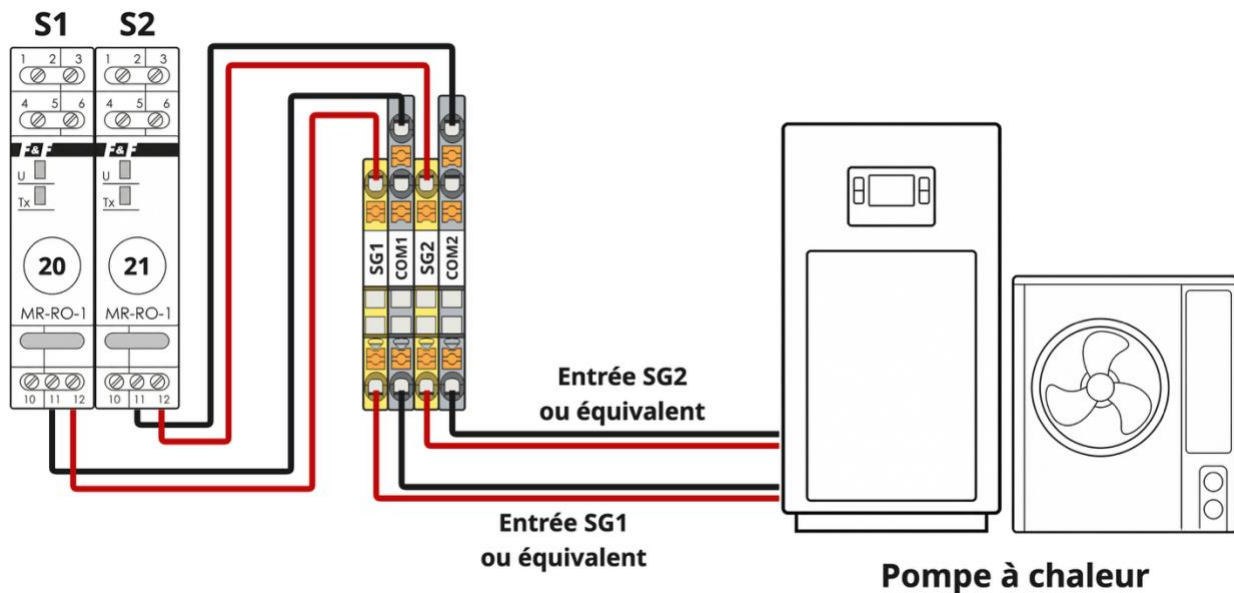 S1 S2
1 2 3 1 2 3
4 5 6 4 5 6
F&F F&F
U U
Tx Tx
20 21
MR-RO-1 MR-RO-1
10 11 12 10 11 12
SG1 COM1 SG2 COM2
Entrée SG2
ou équivalent
Entrée SG1
ou équivalent
Pompe à chaleur